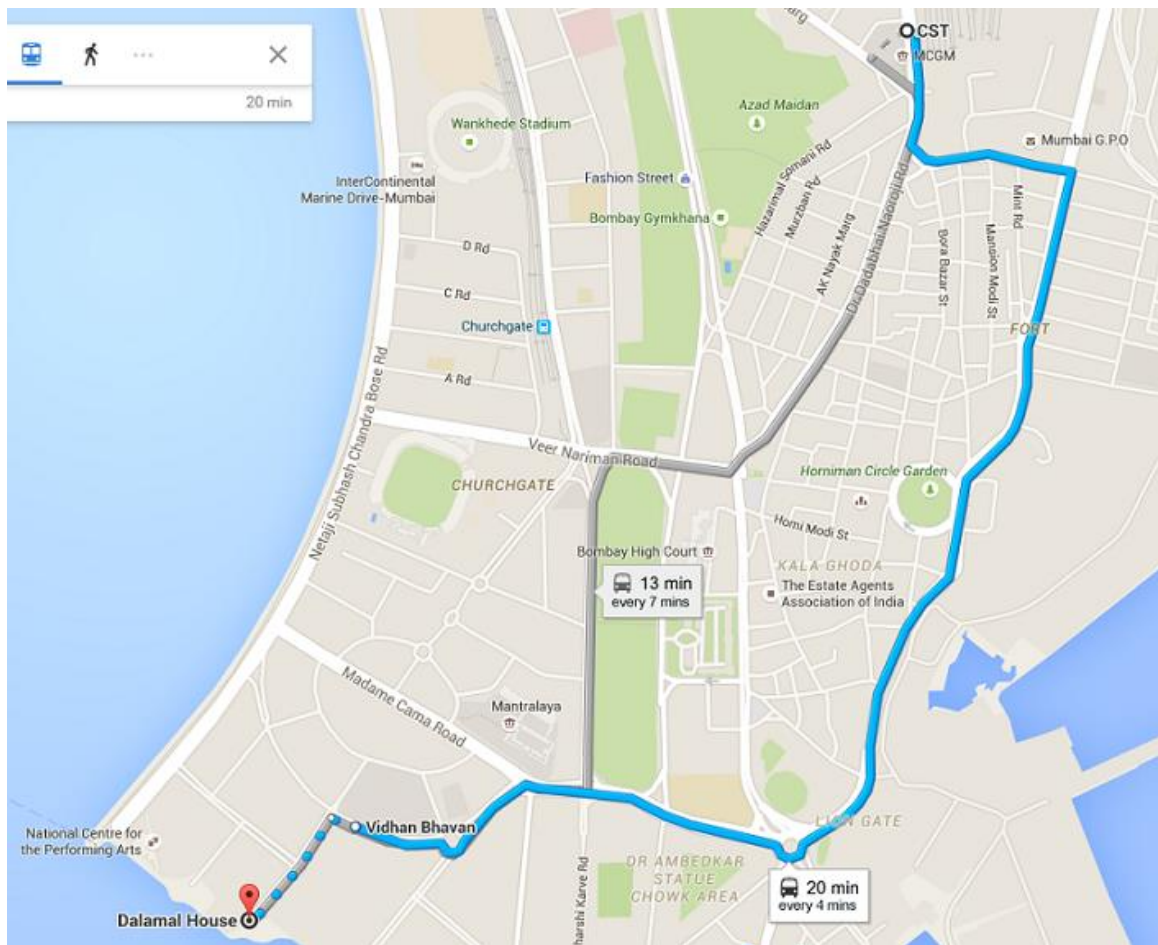 20 min
CST
MCGM
Marg
Azad Maidan
Wankhede Stadium
Mumbai G.P.O
InterContinental
Marine Drive-Mumbai
Fashion Street
Hazarimal Somani Rd
Murzban Rd
Mint Rd
Bombay Gymkhana
AK Nayak Marg
Dr Dadabhai Naoroji Rd
Bora Bazar St
Mansion Modi St
D Rd
C Rd
Churchgate
FORT
A Rd
Netaji Subhash Chandra Bose Rd
Veer Nariman Road
CHURCHGATE
Horniman Circle Garden
Homi Modi St
Bombay High Court
KALA GHODA
13 min
every 7 mins
The Estate Agents
Association of India
Madame Cama Road
Mantralaya
Vidhan Bhavan
LION GATE
National Centre for
the Performing Arts
DR AMBEDKAR
STATUE
CHOWK AREA
20 min
every 4 mins
Dalamal House
harshi Karve Rd